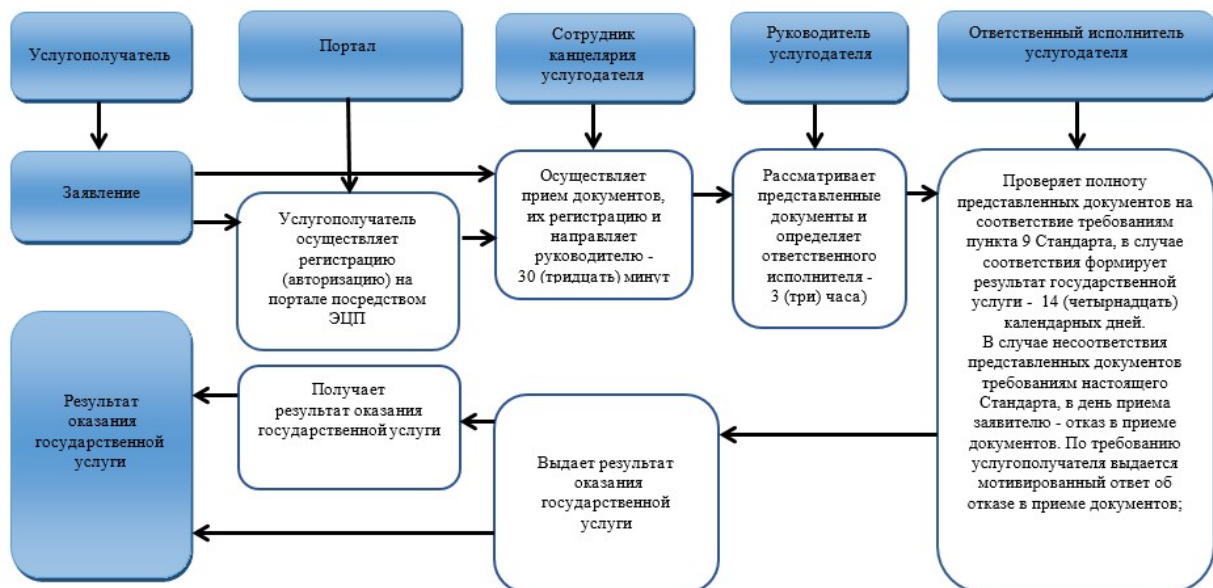 Услугополучатель
Портал
Сотрудник
канцелярия
услугодателя
Руководитель
услугодателя
Ответственный исполнитель
услугодателя
Заявление
Услугополучатель
осуществляет
регистрацию
(авторизацию) на
портале посредством
ЭЦП
Осуществляет
прием документов,
их регистрацию и
направляет
руководителю -
30 (тридцать) минут
Рассматривает
представленные
документы и
определяет
ответственного
исполнителя -
3 (три) часа)
Проверяет полноту
представленных документов на
соответствие требованиям
пункта 9 Стандарта, в случае
соответствия формирует
результат государственной
услуги - 14 (четырнадцать)
календарных дней.
В случае несоответствия
представленных документов
требованиям настоящего
Стандарта, в день приема
заявителю - отказ в приеме
документов. По требованию
услугополучателя выдается
мотивированный ответ об
отказе в приеме документов;
Результат
оказания
государственной
услуги
Получает
результат оказания
государственной услуги
Выдает результат
оказания
государственной
услуги